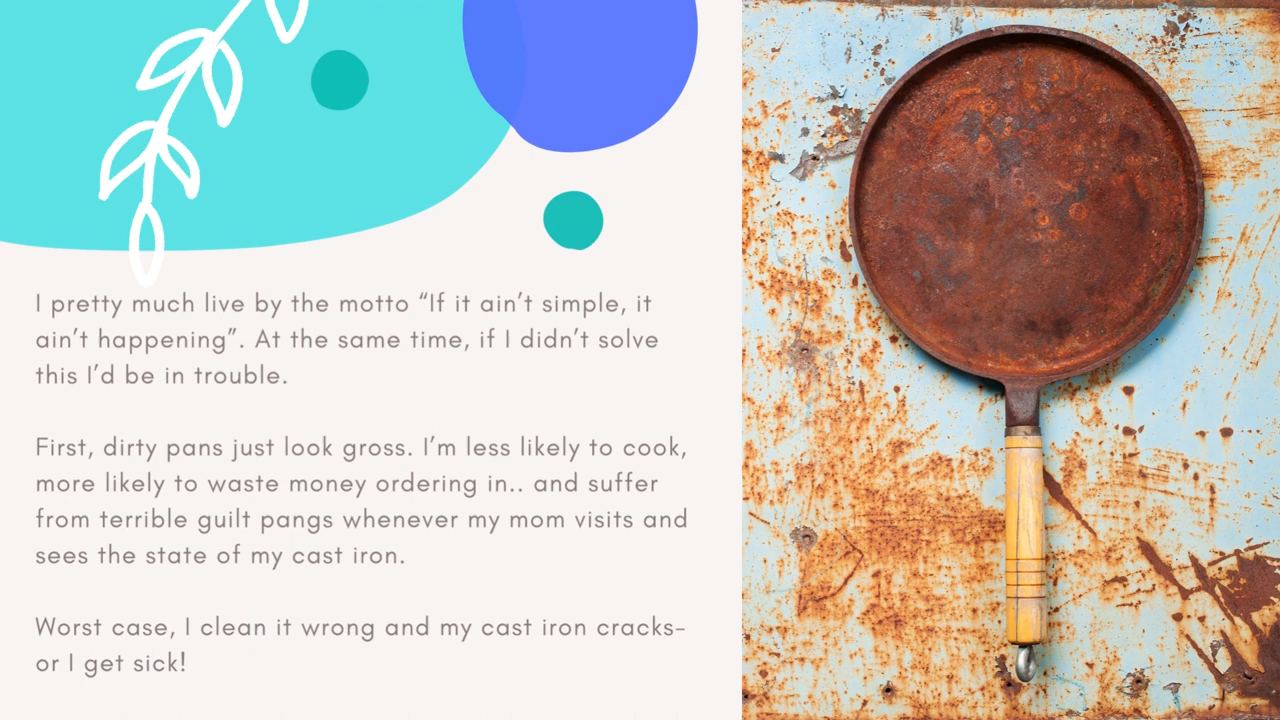 I pretty much live by the motto “If it ain’t simple, it
ain’t happening”. At the same time, if I didn’t solve
this I’d be in trouble.
First, dirty pans just look gross. I’m less likely to cook,
more likely to waste money ordering in.. and suffer
from terrible guilt pangs whenever my mom visits and
sees the state of my cast iron.
Worst case, I clean it wrong and my cast iron cracks–
or I get sick!